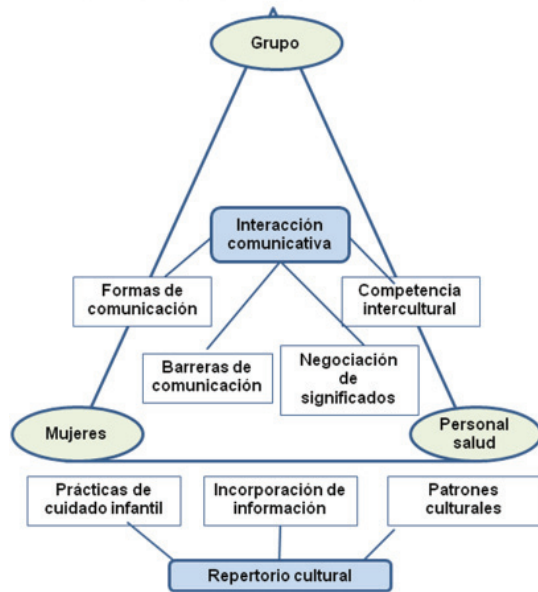 Grupo
Interacción
comunicativa
Formas de
comunicación
Competencia
intercultural
Barreras de
comunicación
Negociación
de
significados
Mujeres
Personal
salud
Prácticas de
cuidado infantil
Incorporación de
información
Patrones
culturales
Repertorio cultural